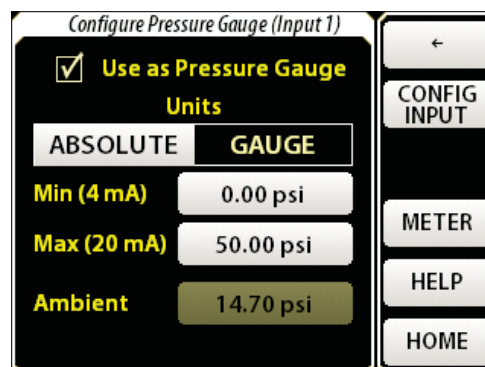 Configure Pressure Gauge (Input 1)
Use as Pressure Gauge
Units
ABSOLUTE GAUGE
Min (4 mA) 0.00 psi
Max (20 mA) 50.00 psi
Ambient 14.70 psi
←
CONFIG
INPUT
METER
HELP
HOME